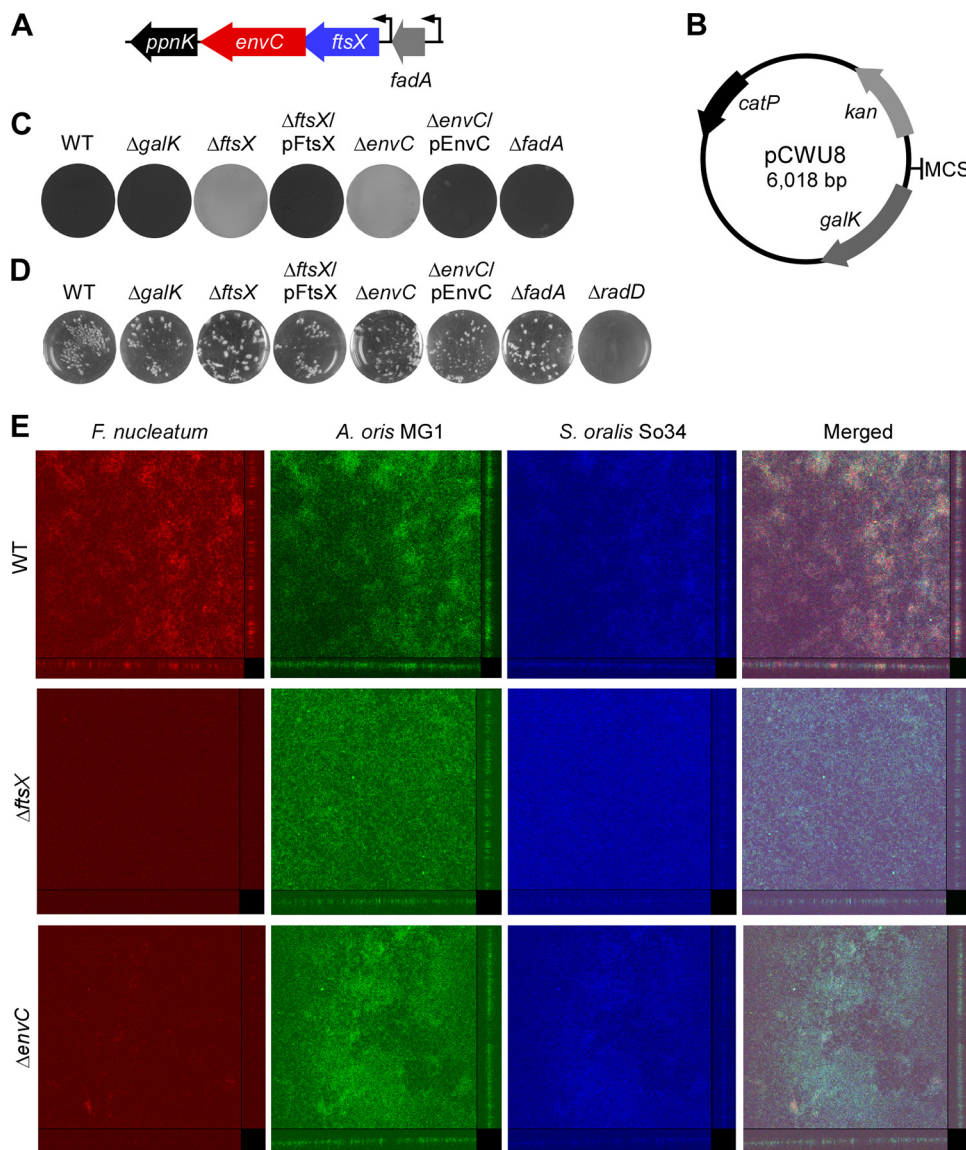 A
ppnK envC ftsX
fadA
B
catP kan
pCWU8
6,018 bp
MCS
galK
C
WT ΔgalK ΔftsX ΔftsX/ pFtsX ΔenvC ΔenvC/ pEnvC ΔfadA
D
WT ΔgalK ΔftsX ΔftsX/ pFtsX ΔenvC ΔenvC/ pEnvC ΔfadA ΔradD
E
F. nucleatum A. oris MG1 S. oralis So34 Merged
WT
ΔftsX
ΔenvC